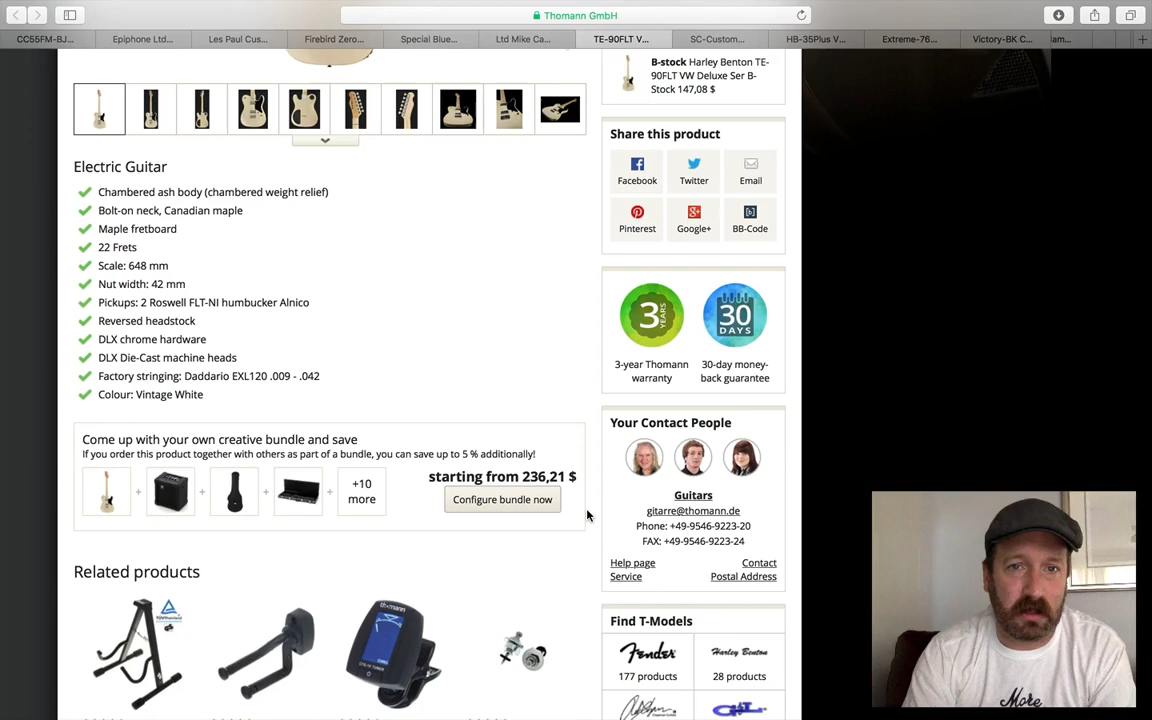 Thomann GmbH
CC55FM-BJ...
Epiphone Ltd...
Les Paul Cus...
Firebird Zero...
Special Blue...
Ltd Mike Ca...
TE-90FLT V...
SC-Custom...
HB-35Plus V...
Extreme-76...
Victory-BK C...
B-stock Harley Benton TE-
90FLT VW Deluxe Ser B-
Stock 147,08 $
Share this product
Facebook
Twitter
Email
Pinterest
Google+
BB-Code
Electric Guitar
Chambered ash body (chambered weight relief)
Bolt-on neck, Canadian maple
Maple fretboard
22 Frets
Scale: 648 mm
Nut width: 42 mm
Pickups: 2 Roswell FLT-NI humbucker Alnico
Reversed headstock
DLX chrome hardware
DLX Die-Cast machine heads
Factory stringing: Daddario EXL120 .009 - .042
Colour: Vintage White
3 YEARS
30 DAYS
3-year Thomann
warranty
30-day money-
back guarantee
Come up with your own creative bundle and save
If you order this product together with others as part of a bundle, you can save up to 5 % additionally!
+10
more
starting from 236,21 $
Configure bundle now
Your Contact People
Guitars
gitarre@thomann.de
Phone: +49-9546-9223-20
FAX: +49-9546-9223-24
Help page
Contact
Service
Postal Address
Related products
th•mann
Find T-Models
Fender
177 products
Harley Benton
28 products
G&L
More